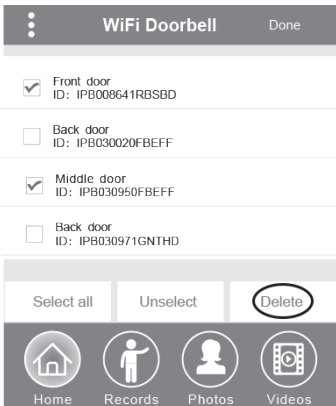 WiFi Doorbell Done
Front door
ID: IPB008641RBSBD
Back door
ID: IPB030020FBEFF
Middle door
ID: IPB030950FBEFF
Back door
ID: IPB030971GNTHD
Select all Unselect Delete
Home Records Photos Videos